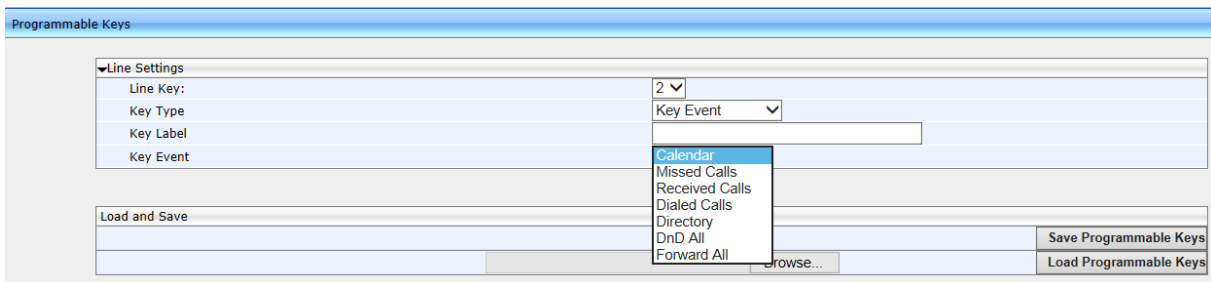 Programmable Keys
Line Settings
Line Key: 2
Key Type Key Event
Key Label
Key Event Calendar
Missed Calls
Received Calls
Dialed Calls
Directory
DnD All
Forward All
Load and Save
Save Programmable Keys
Browse... Load Programmable Keys